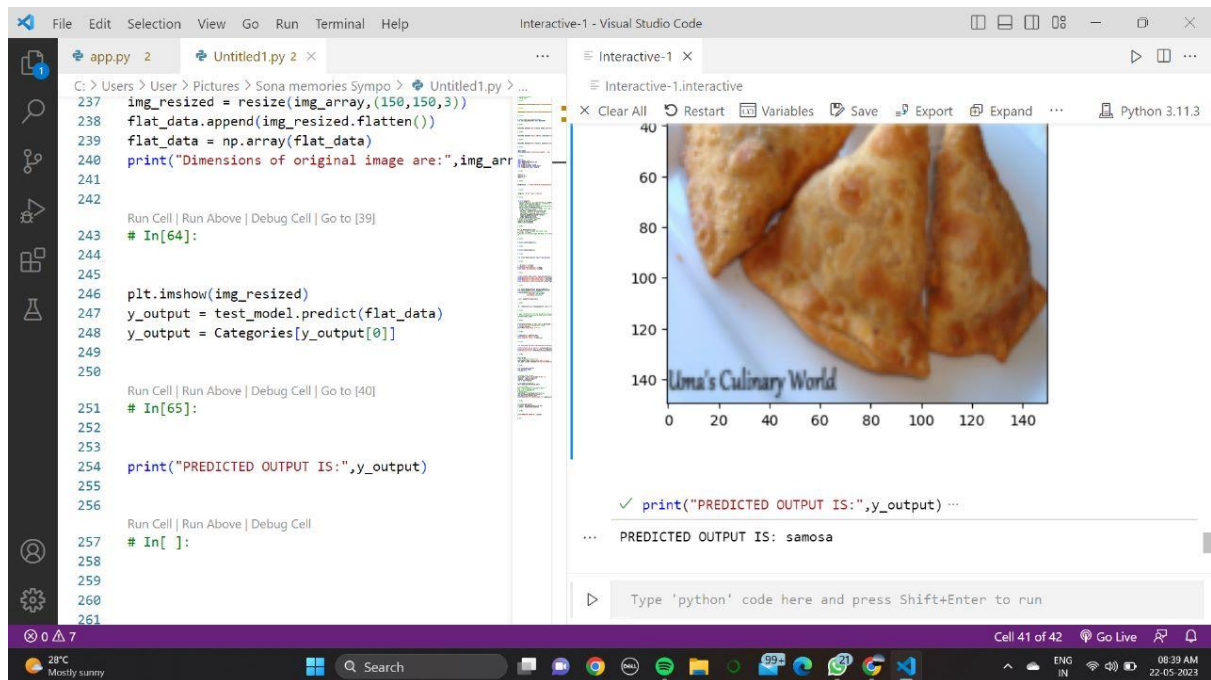 File Edit Selection View Go Run Terminal Help
Interactive-1 - Visual Studio Code
app.py 2
Untitled1.py 2
...
C: > Users > User > Pictures > Sona memories Sympo > Untitled1.py > ...
237 img_resized = resize(img_array,(150,150,3))
238 flat_data.append(img_resized.flatten())
239 flat_data = np.array(flat_data)
240 print("Dimensions of original image are:",img_arr
241
242
Run Cell | Run Above | Debug Cell | Go to [39]
243 # In[64]:
244
245
246 plt.imshow(img_resized)
247 y_output = test_model.predict(flat_data)
248 y_output = Categories[y_output[0]]
249
250
Run Cell | Run Above | Debug Cell | Go to [40]
251 # In[65]:
252
253
254 print("PREDICTED OUTPUT IS:",y_output)
255
256
Run Cell | Run Above | Debug Cell
257 # In[ ]:
258
259
260
261
Interactive-1
...
Interactive-1.interactive
Clear All Restart Variables Save Export Expand ... Python 3.11.3
40
60
80
100
120
140
Uma's Culinary World
0 20 40 60 80 100 120 140
print("PREDICTED OUTPUT IS:",y_output) ...
... PREDICTED OUTPUT IS: samosa
Type 'python' code here and press Shift+Enter to run
0 7
Cell 41 of 42 Go Live
28°C
Mostly sunny
Search
DELL
99+
21
ENG
IN
08:39 AM
22-05-2023